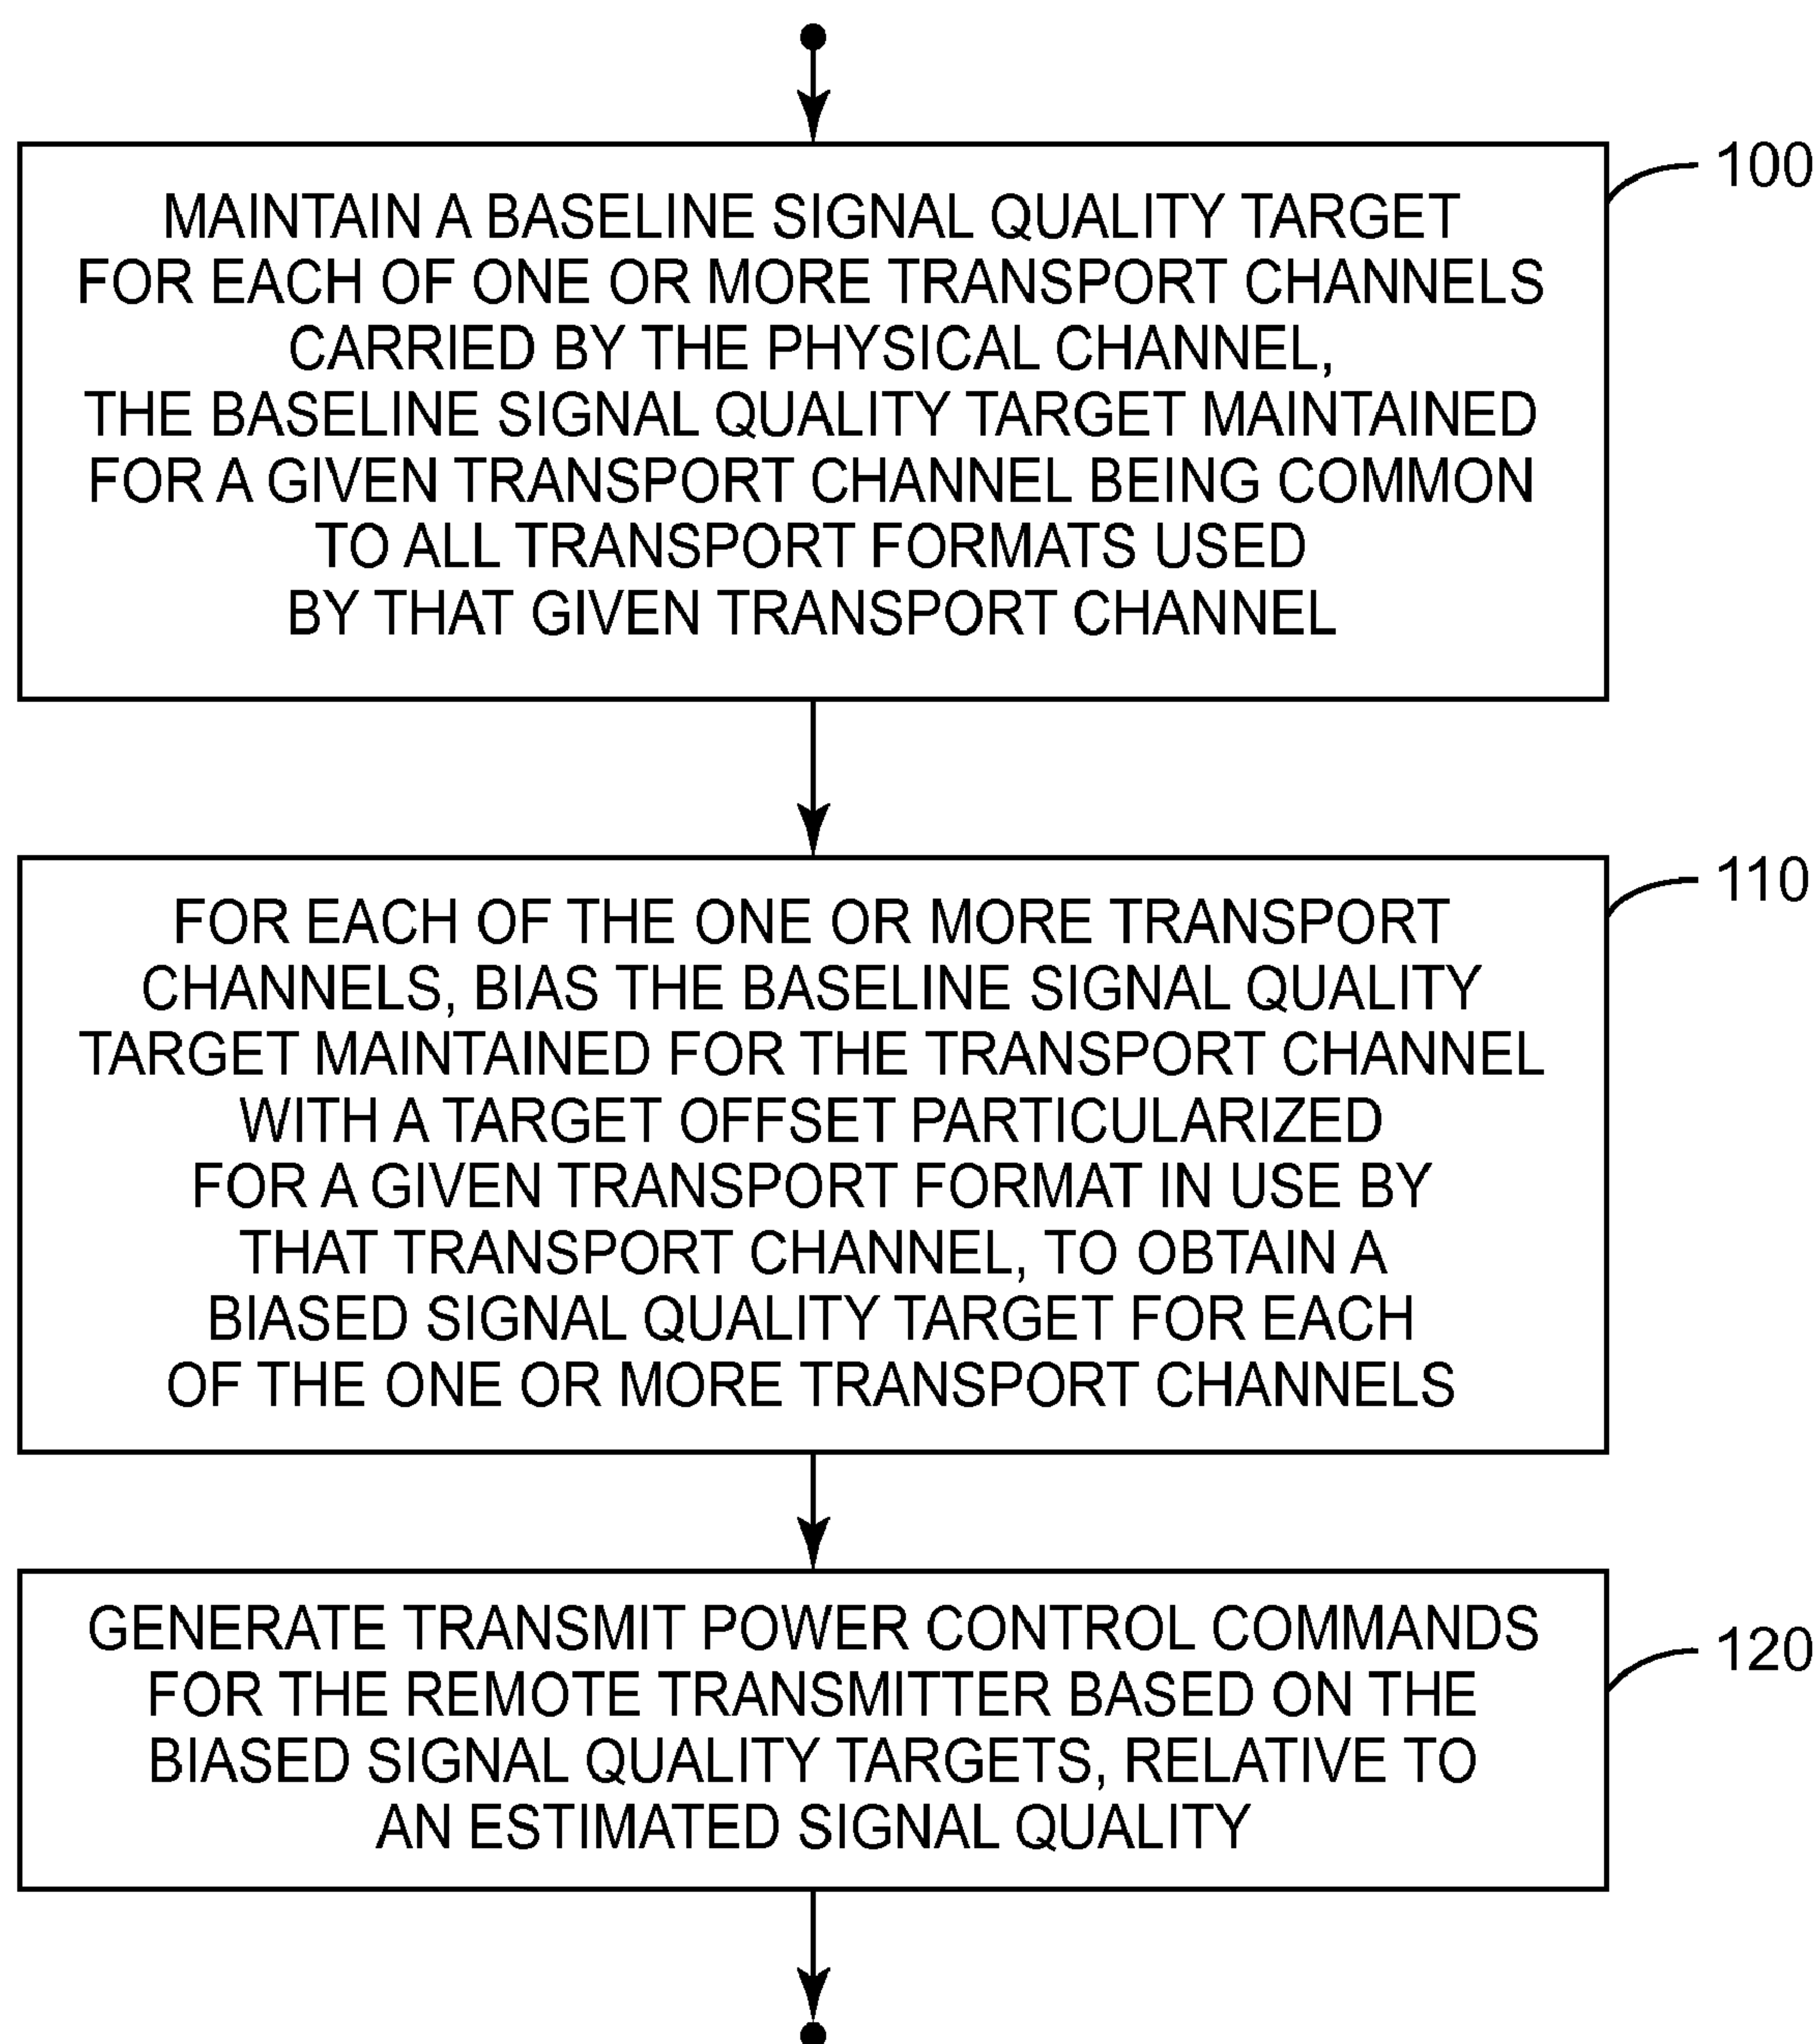 100
MAINTAIN A BASELINE SIGNAL QUALITY TARGET
FOR EACH OF ONE OR MORE TRANSPORT CHANNELS
CARRIED BY THE PHYSICAL CHANNEL,
THE BASELINE SIGNAL QUALITY TARGET MAINTAINED
FOR A GIVEN TRANSPORT CHANNEL BEING COMMON
TO ALL TRANSPORT FORMATS USED
BY THAT GIVEN TRANSPORT CHANNEL
110
FOR EACH OF THE ONE OR MORE TRANSPORT
CHANNELS, BIAS THE BASELINE SIGNAL QUALITY
TARGET MAINTAINED FOR THE TRANSPORT CHANNEL
WITH A TARGET OFFSET PARTICULARIZED
FOR A GIVEN TRANSPORT FORMAT IN USE BY
THAT TRANSPORT CHANNEL, TO OBTAIN A
BIASED SIGNAL QUALITY TARGET FOR EACH
OF THE ONE OR MORE TRANSPORT CHANNELS
120
GENERATE TRANSMIT POWER CONTROL COMMANDS
FOR THE REMOTE TRANSMITTER BASED ON THE
BIASED SIGNAL QUALITY TARGETS, RELATIVE TO
AN ESTIMATED SIGNAL QUALITY